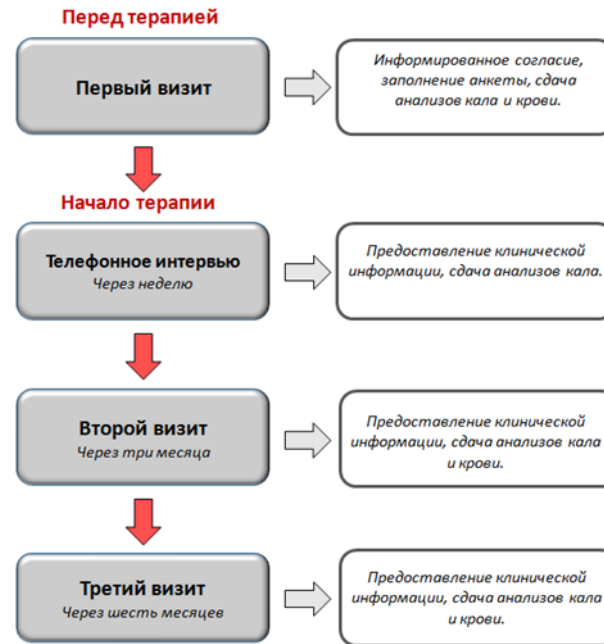 Перед терапией
Первый визит
Информированное согласие,
заполнение анкеты, сдача
анализов кала и крови.
Начало терапии
Телефонное интервью
Через неделю
Предоставление клинической
информации, сдача анализов кала.
Второй визит
Через три месяца
Предоставление клинической
информации, сдача анализов кала
и крови.
Третий визит
Через шесть месяцев
Предоставление клинической
информации, сдача анализов кала
и крови.